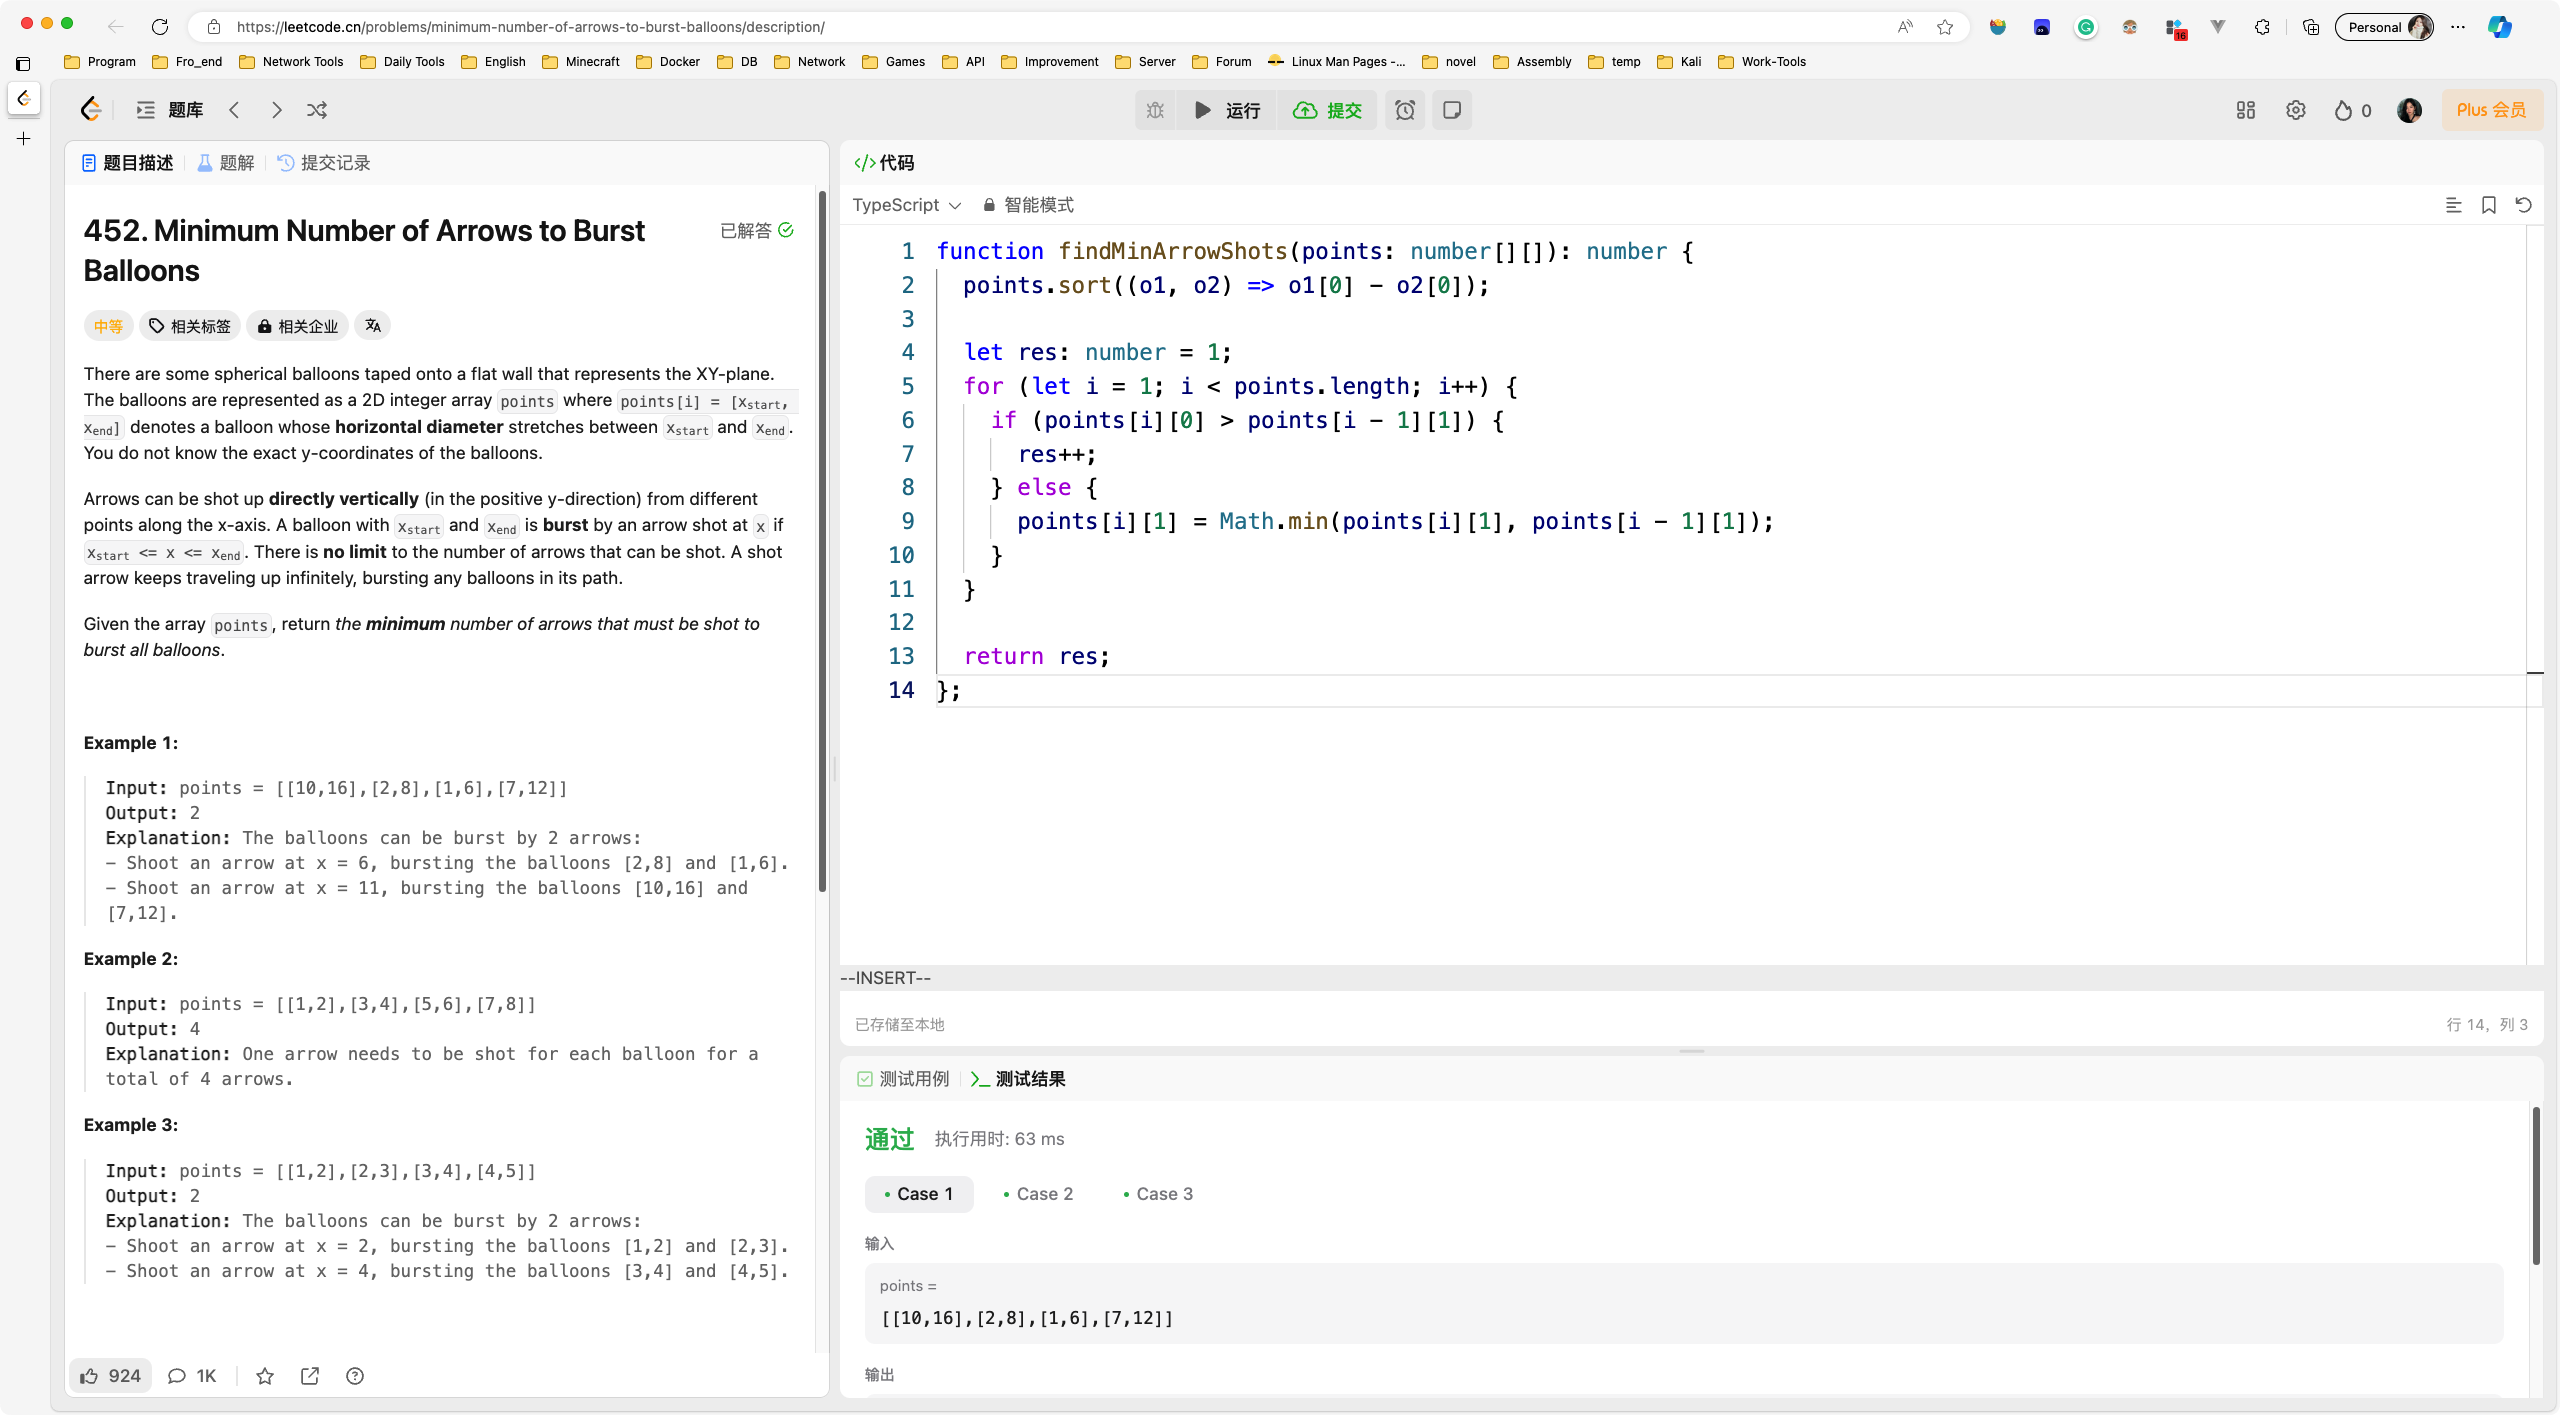 https://leetcode.cn/problems/minimum-number-of-arrows-to-burst-balloons/description/
16
Personal
Program
Fro_end
Network Tools
Daily Tools
English
Minecraft
Docker
DB
Network
Games
API
Improvement
Server
Forum
Linux Man Pages -...
novel
Assembly
temp
Kali
Work-Tools
题库
运行
提交
0
Plus 会员
题目描述
题解
提交记录
452. Minimum Number of Arrows to Burst
Balloons
已解答
中等
相关标签
相关企业
There are some spherical balloons taped onto a flat wall that represents the XY-plane.
The balloons are represented as a 2D integer array points where points[i] = [xstart,
xend] denotes a balloon whose horizontal diameter stretches between xstart and xend.
You do not know the exact y-coordinates of the balloons.
Arrows can be shot up directly vertically (in the positive y-direction) from different
points along the x-axis. A balloon with xstart and xend is burst by an arrow shot at x if
xstart <= x <= xend. There is no limit to the number of arrows that can be shot. A shot
arrow keeps traveling up infinitely, bursting any balloons in its path.
Given the array points, return the minimum number of arrows that must be shot to
burst all balloons.
Example 1:
Input: points = [[10,16],[2,8],[1,6],[7,12]]
Output: 2
Explanation: The balloons can be burst by 2 arrows:
- Shoot an arrow at x = 6, bursting the balloons [2,8] and [1,6].
- Shoot an arrow at x = 11, bursting the balloons [10,16] and
[7,12].
Example 2:
Input: points = [[1,2],[3,4],[5,6],[7,8]]
Output: 4
Explanation: One arrow needs to be shot for each balloon for a
total of 4 arrows.
Example 3:
Input: points = [[1,2],[2,3],[3,4],[4,5]]
Output: 2
Explanation: The balloons can be burst by 2 arrows:
- Shoot an arrow at x = 2, bursting the balloons [1,2] and [2,3].
- Shoot an arrow at x = 4, bursting the balloons [3,4] and [4,5].
924
1K
</> 代码
TypeScript
智能模式
1 function findMinArrowShots(points: number[][]): number {
2 points.sort((o1, o2) => o1[0] - o2[0]);
3
4 let res: number = 1;
5 for (let i = 1; i < points.length; i++) {
6 if (points[i][0] > points[i - 1][1]) {
7 res++;
8 } else {
9 points[i][1] = Math.min(points[i][1], points[i - 1][1]);
10 }
11 }
12
13 return res;
14 };
--INSERT--
已存储至本地
行 14, 列 3
测试用例
测试结果
通过
执行用时: 63 ms
Case 1
Case 2
Case 3
输入
points =
[[10,16],[2,8],[1,6],[7,12]]
输出